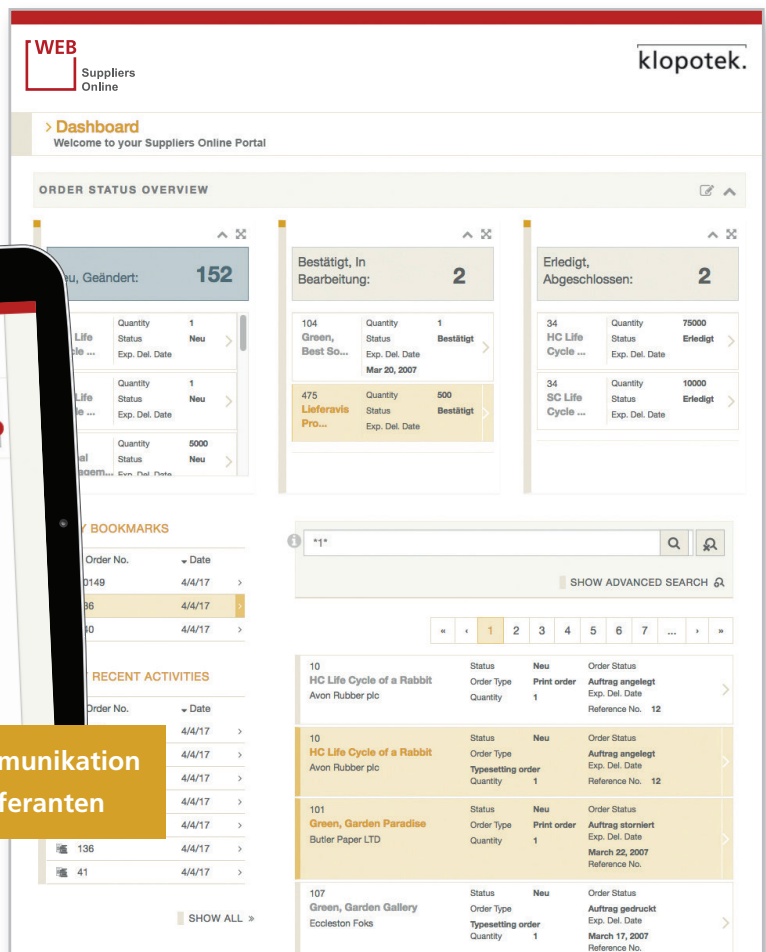 WEB
Suppliers
Online
klopotek.
> Dashboard
Welcome to your Suppliers Online Portal
ORDER STATUS OVERVIEW
Geändert: 152
Quantity 1
Life Status Neu
Exp. Del. Date
Quantity 1
Life Status Neu
Exp. Del. Date
Quantity 5000
Status Neu
Exp. Del. Date
Bestätigt, In
Bearbeitung: 2
104 Quantity 1
Green, Status Bestätigt
Best So... Exp. Del. Date
Mar 20, 2007
475 Quantity 500
Lieferavis Status Bestätigt
Pro... Exp. Del. Date
Erledigt,
Abgeschlossen: 2
34 Quantity 75000
HC Life Status Erledigt
Cycle ... Exp. Del. Date
34 Quantity 10000
SC Life Status Erledigt
Cycle ... Exp. Del. Date
BOOKMARKS
Order No. Date
0149 4/4/17 >
36 4/4/17 >
40 4/4/17 >
RECENT ACTIVITIES
Order No. Date
4/4/17 >
4/4/17 >
4/4/17 >
4/4/17 >
4/4/17 >
136 4/4/17 >
41 4/4/17 >
SHOW ALL »
munikation
feranten
*1*
SHOW ADVANCED SEARCH
« ‹ 1 2 3 4 5 6 7 ... › »
10 Status Neu Order Status
HC Life Cycle of a Rabbit Order Type Print order Auftrag angelegt
Avon Rubber plc Quantity 1 Exp. Del. Date
Reference No. 12
10 Status Neu Order Status
HC Life Cycle of a Rabbit Order Type Auftrag angelegt
Avon Rubber plc Typesetting order Exp. Del. Date
Quantity 1 Reference No. 12
101 Status Neu Order Status
Green, Garden Paradise Order Type Print order Auftrag storniert
Butler Paper LTD Quantity 1 Exp. Del. Date
March 22, 2007
Reference No.
107 Status Neu Order Status
Green, Garden Gallery Order Type Auftrag gedruckt
Eccleston Foks Typesetting order Exp. Del. Date
Quantity 1 March 17, 2007
Reference No.